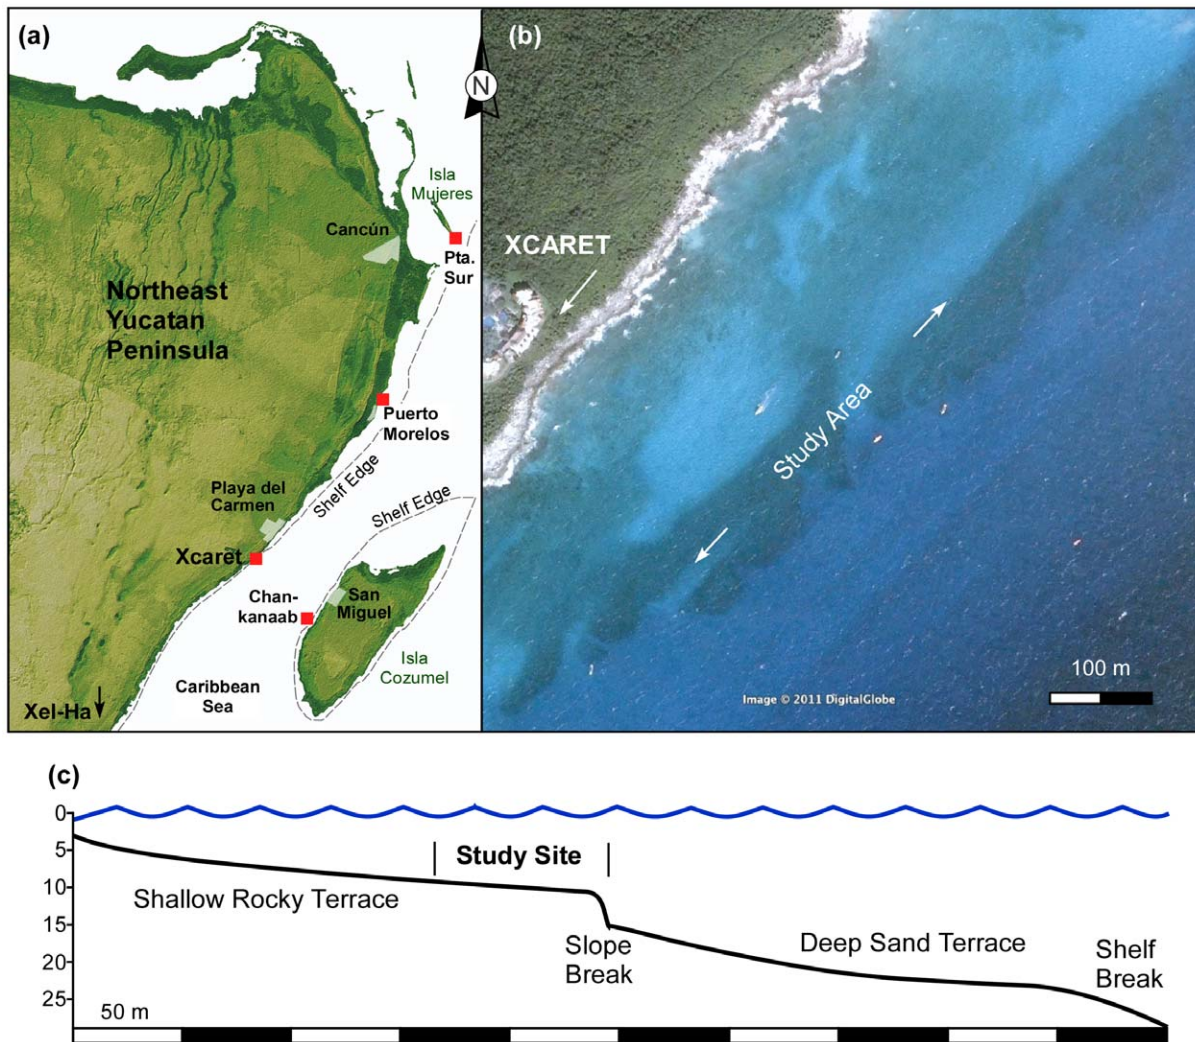 (a)
N
Isla
Mujeres
Cancún
Pta.
Sur
Northeast
Yucatan
Peninsula
Puerto
Morelos
Playa del
Carmen
Shelf Edge
Shelf Edge
Xcaret
Chan-
kanaab
San
Miguel
Isla
Cozumel
Caribbean
Sea
Xel-Ha
(b)
XCARET
Study Area
100 m
Image © 2011 DigitalGlobe
(c)
0
5
10
15
20
25
Study Site
Shallow Rocky Terrace
Slope
Break
Deep Sand Terrace
Shelf
Break
50 m